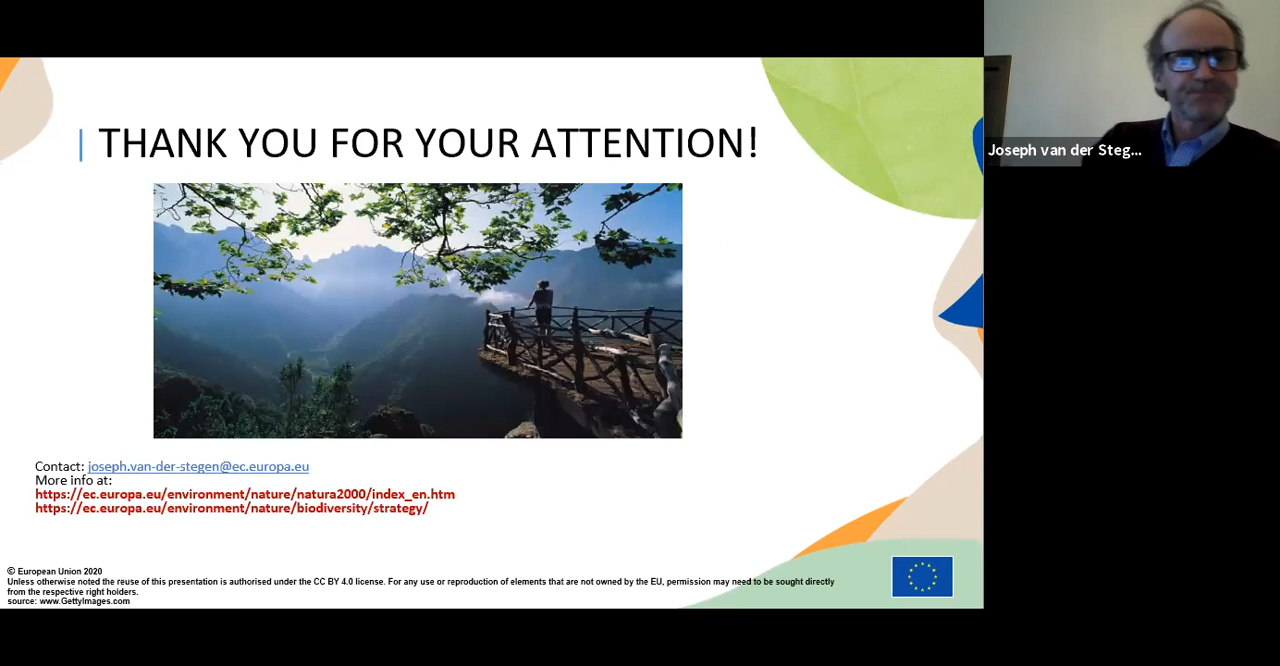 THANK YOU FOR YOUR ATTENTION!
Joseph van der Steg...
Contact: joseph.van-der-stegen@ec.europa.eu
More info at:
https://ec.europa.eu/environment/nature/natura2000/index_en.htm
https://ec.europa.eu/environment/nature/biodiversity/strategy/
© European Union 2020
Unless otherwise noted the reuse of this presentation is authorised under the CC BY 4.0 license. For any use or reproduction of elements that are not owned by the EU, permission may need to be sought directly
from the respective right holders.
source: www.GettyImages.com